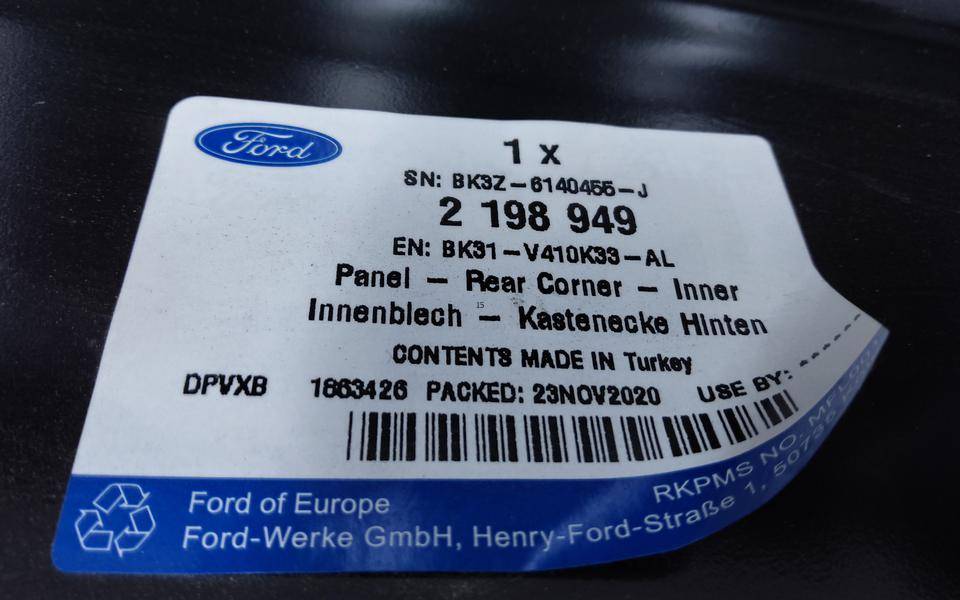 Ford
1 x
SN: BK3Z-6140455-J
2 198 949
EN: BK31-V410K33-AL
Panel - Rear Corner - Inner
15
Innenblech - Kastenecke Hinten
CONTENTS MADE IN Turkey
DPVXB 1863426 PACKED: 23NOV2020 USE BY: -------
Ford of Europe
RKPMS NO.
Ford-Werke GmbH, Henry-Ford-Straße 1,